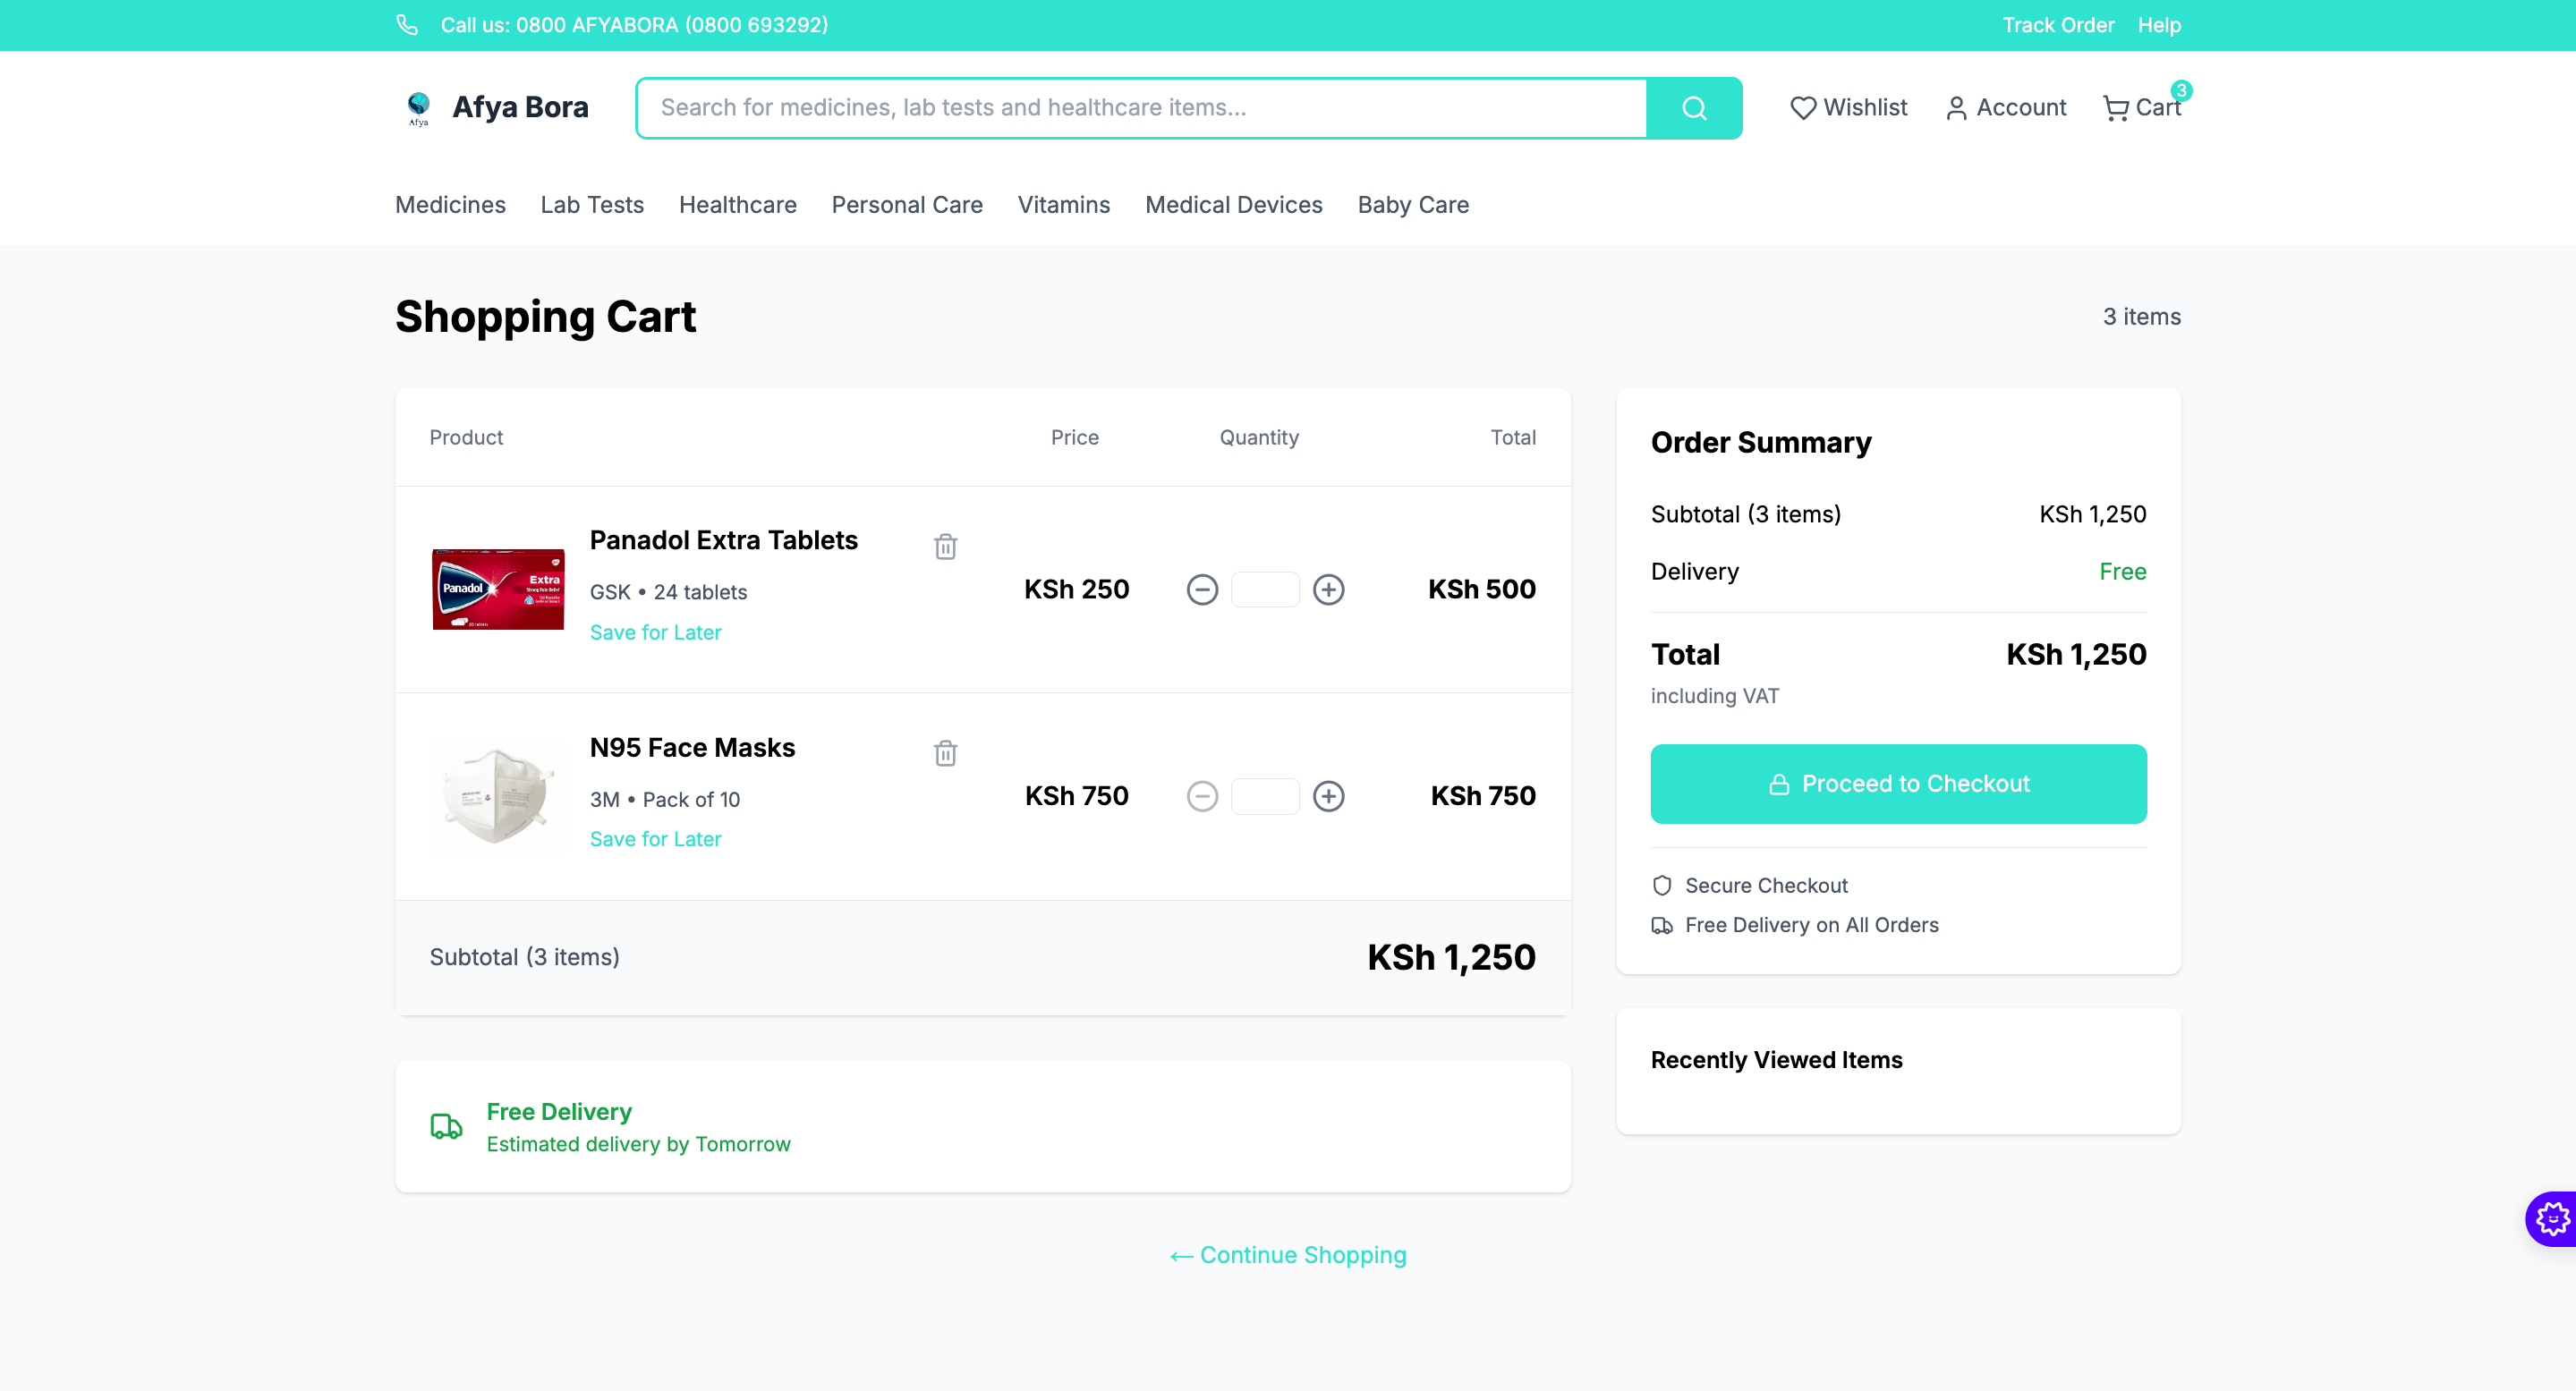 Call us: 0800 AFYABORA (0800 693292)
Track Order Help
Afya
Afya Bora
Search for medicines, lab tests and healthcare items...
Wishlist
Account
Cart
3
Medicines Lab Tests Healthcare Personal Care Vitamins Medical Devices Baby Care
Shopping Cart
3 items
Product Price Quantity Total
Panadol
Extra
Panadol Extra Tablets
GSK • 24 tablets
Save for Later
KSh 250
KSh 500
N95 Face Masks
3M • Pack of 10
Save for Later
KSh 750
KSh 750
Subtotal (3 items) KSh 1,250
Free Delivery
Estimated delivery by Tomorrow
← Continue Shopping
Order Summary
Subtotal (3 items) KSh 1,250
Delivery Free
Total KSh 1,250
including VAT
Proceed to Checkout
Secure Checkout
Free Delivery on All Orders
Recently Viewed Items